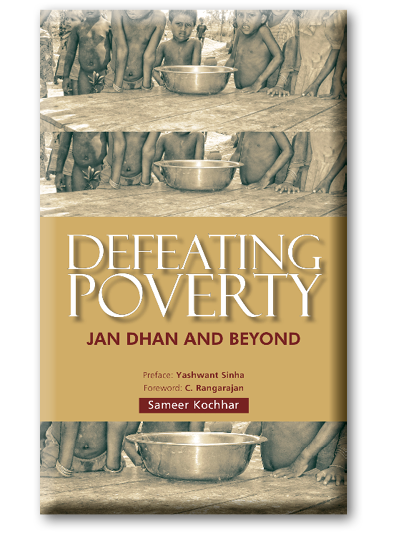 DEFEATING
POVERTY
JAN DHAN AND BEYOND
Preface: Yashwant Sinha
Foreword: C. Rangarajan
Sameer Kochhar